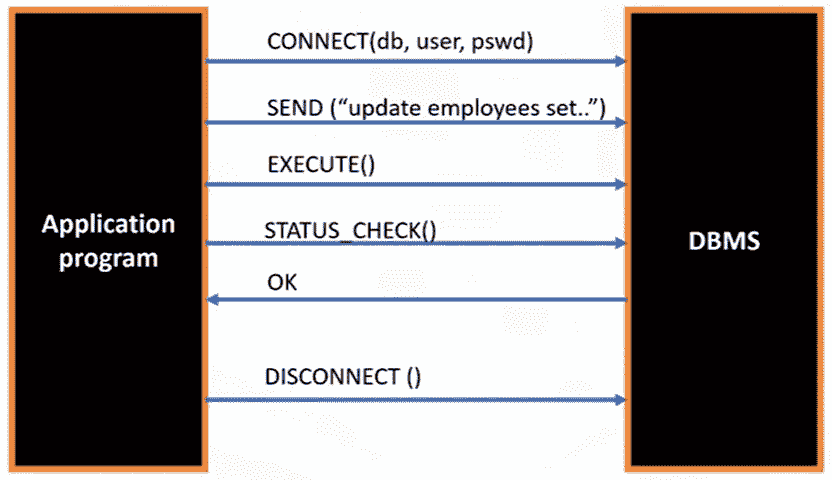 CONNECT(db, user, pswd)
SEND (“update employees set..”)
EXECUTE()
Application
program
STATUS_CHECK()
DBMS
OK
DISCONNECT ()